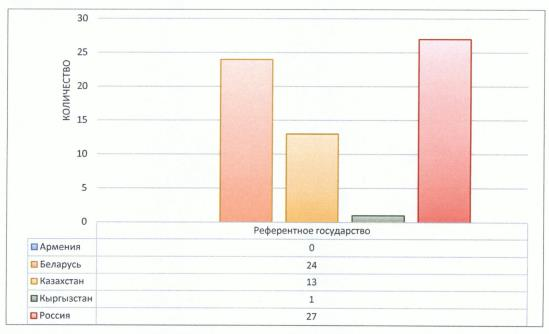 30
25
20
15
10
5
0
КОЛИЧЕСТВО
Референтное государство
Армения 0
Беларусь 24
Казахстан 13
Кыргызстан 1
Россия 27